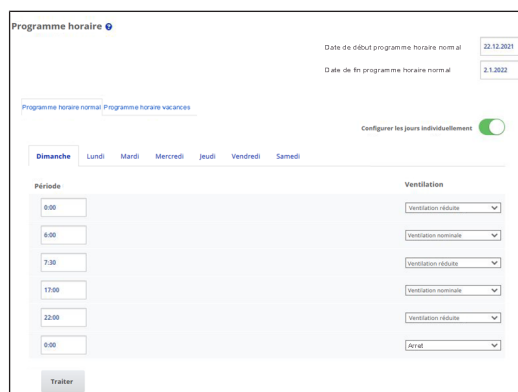 Programme horaire ?
Date de début programme horaire normal 22.12.2021
Date de fin programme horaire normal 2.1.2022
Programme horaire normal Programme horaire vacances
Configurer les jours individuellement
Dimanche Lundi Mardi Mercredi Jeudi Vendredi Samedi
Période Ventilation
0:00 Ventilation réduite
6:00 Ventilation nominale
7:30 Ventilation réduite
17:00 Ventilation nominale
22:00 Ventilation réduite
0:00 Arret
Traiter